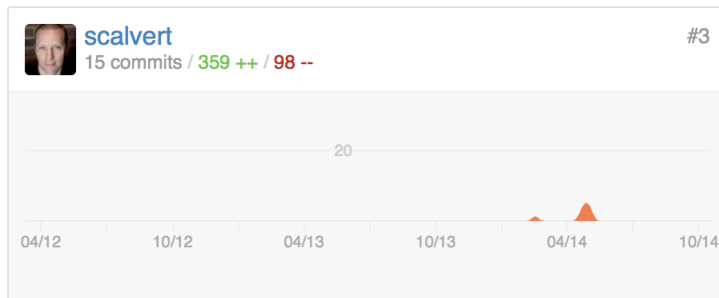 scalvert
#3
15 commits / 359 ++ / 98 --
20
04/12 10/12 04/13 10/13 04/14 10/14